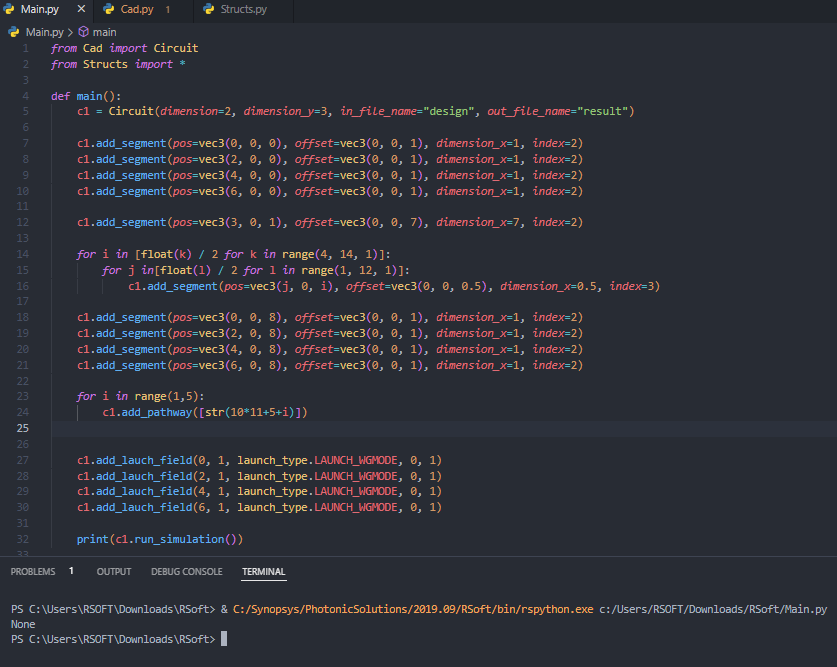 Main.py × Cad.py 1 Structs.py
Main.py > main
1 from Cad import Circuit
2 from Structs import *
3
4 def main():
5 c1 = Circuit(dimension=2, dimension_y=3, in_file_name="design", out_file_name="result")
6
7 c1.add_segment(pos=vec3(0, 0, 0), offset=vec3(0, 0, 1), dimension_x=1, index=2)
8 c1.add_segment(pos=vec3(2, 0, 0), offset=vec3(0, 0, 1), dimension_x=1, index=2)
9 c1.add_segment(pos=vec3(4, 0, 0), offset=vec3(0, 0, 1), dimension_x=1, index=2)
10 c1.add_segment(pos=vec3(6, 0, 0), offset=vec3(0, 0, 1), dimension_x=1, index=2)
11
12 c1.add_segment(pos=vec3(3, 0, 1), offset=vec3(0, 0, 7), dimension_x=7, index=2)
13
14 for i in [float(k) / 2 for k in range(4, 14, 1)]:
15 for j in[float(l) / 2 for l in range(1, 12, 1)]:
16 c1.add_segment(pos=vec3(j, 0, i), offset=vec3(0, 0, 0.5), dimension_x=0.5, index=3)
17
18 c1.add_segment(pos=vec3(0, 0, 8), offset=vec3(0, 0, 1), dimension_x=1, index=2)
19 c1.add_segment(pos=vec3(2, 0, 8), offset=vec3(0, 0, 1), dimension_x=1, index=2)
20 c1.add_segment(pos=vec3(4, 0, 8), offset=vec3(0, 0, 1), dimension_x=1, index=2)
21 c1.add_segment(pos=vec3(6, 0, 8), offset=vec3(0, 0, 1), dimension_x=1, index=2)
22
23 for i in range(1,5):
24 c1.add_pathway([str(10*11+5+i)])
25
26
27 c1.add_lauch_field(0, 1, launch_type.LAUNCH_WGMODE, 0, 1)
28 c1.add_lauch_field(2, 1, launch_type.LAUNCH_WGMODE, 0, 1)
29 c1.add_lauch_field(4, 1, launch_type.LAUNCH_WGMODE, 0, 1)
30 c1.add_lauch_field(6, 1, launch_type.LAUNCH_WGMODE, 0, 1)
31
32 print(c1.run_simulation())
33
PROBLEMS 1 OUTPUT DEBUG CONSOLE TERMINAL
PS C:\Users\RSOFT\Downloads\RSoft> & C:/Synopsys/PhotonicSolutions/2019.09/RSoft/bin/rspython.exe c:/Users/RSOFT/Downloads/RSoft/Main.py
None
PS C:\Users\RSOFT\Downloads\RSoft>